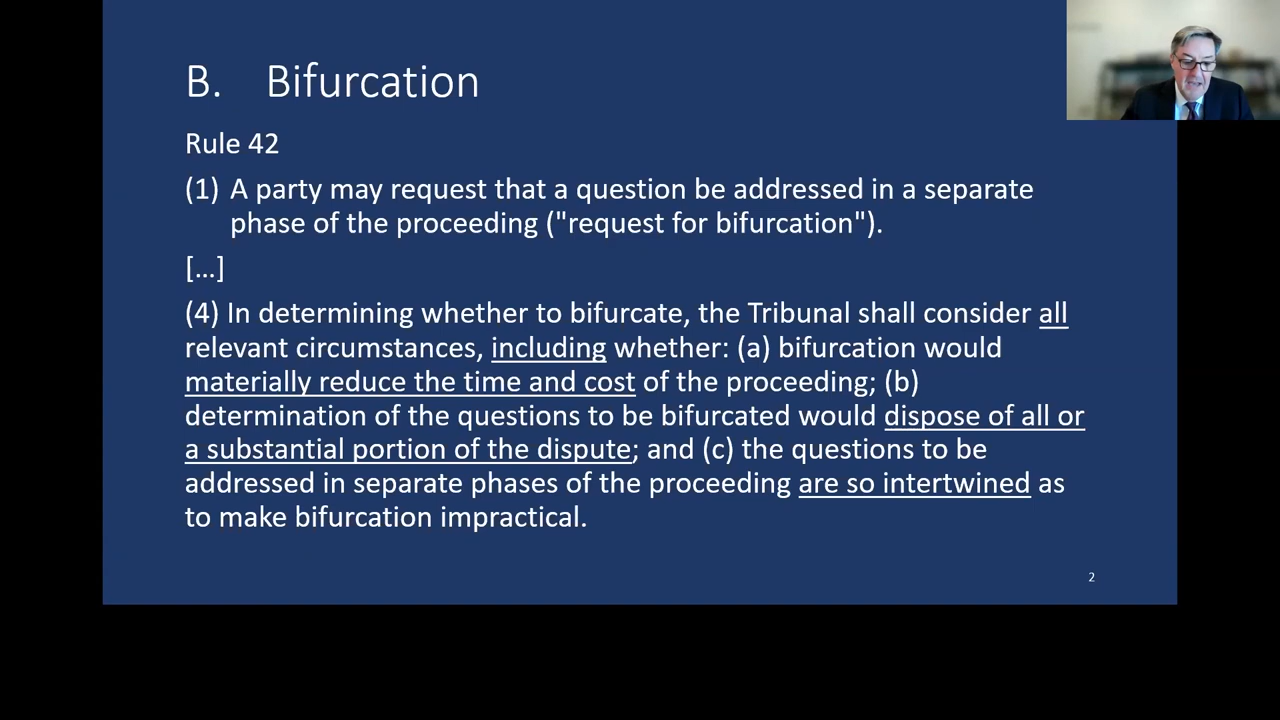 B. Bifurcation
Rule 42
(1) A party may request that a question be addressed in a separate
phase of the proceeding ("request for bifurcation").
[...]
(4) In determining whether to bifurcate, the Tribunal shall consider all
relevant circumstances, including whether: (a) bifurcation would
materially reduce the time and cost of the proceeding; (b)
determination of the questions to be bifurcated would dispose of all or
a substantial portion of the dispute; and (c) the questions to be
addressed in separate phases of the proceeding are so intertwined as
to make bifurcation impractical.
2